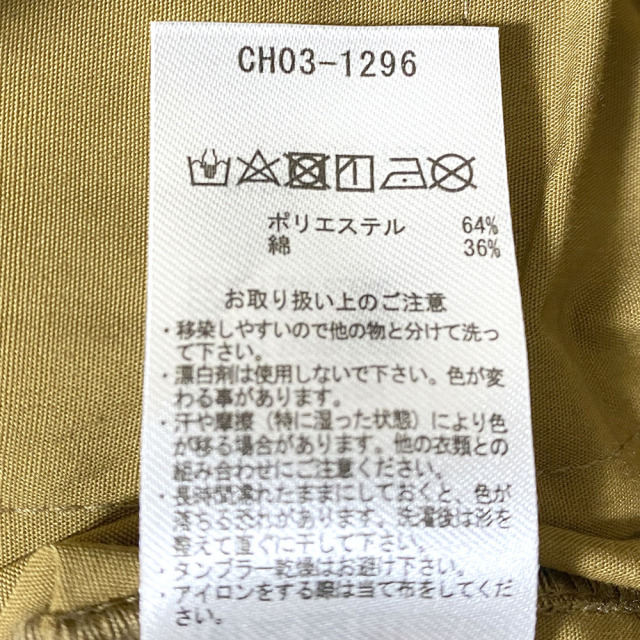 CH03-1296
ポリエステル 64%
綿 36%
お取り扱い上のご注意
・移染しやすいので他の物と分けて洗っ
て下さい。
・漂白剤は使用しないで下さい。色が変
わる事があります。
・汗や摩擦（特に湿った状態）により色
が移る場合があります。他の衣類との
組み合わせにご注意ください。
・長時間濡れたままにしておくと、色が
落ちる恐れがあります。洗濯後は形を
整えて直ぐに干して下さい。
・タンブラー乾燥はお避け下さい。
・アイロンをする際は当て布をしてくだ
さい。